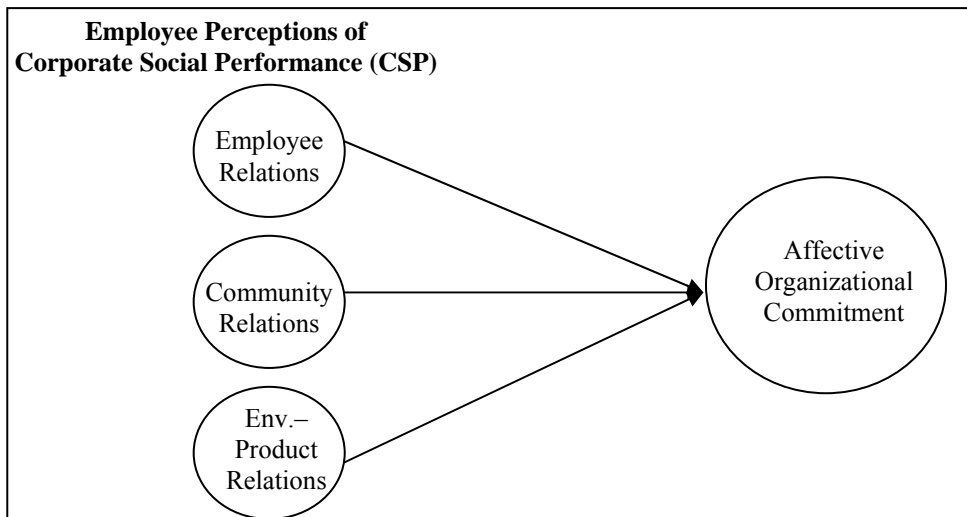 Employee Perceptions of
Corporate Social Performance (CSP)
Employee
Relations
Community
Relations
Env.–
Product
Relations
Affective
Organizational
Commitment